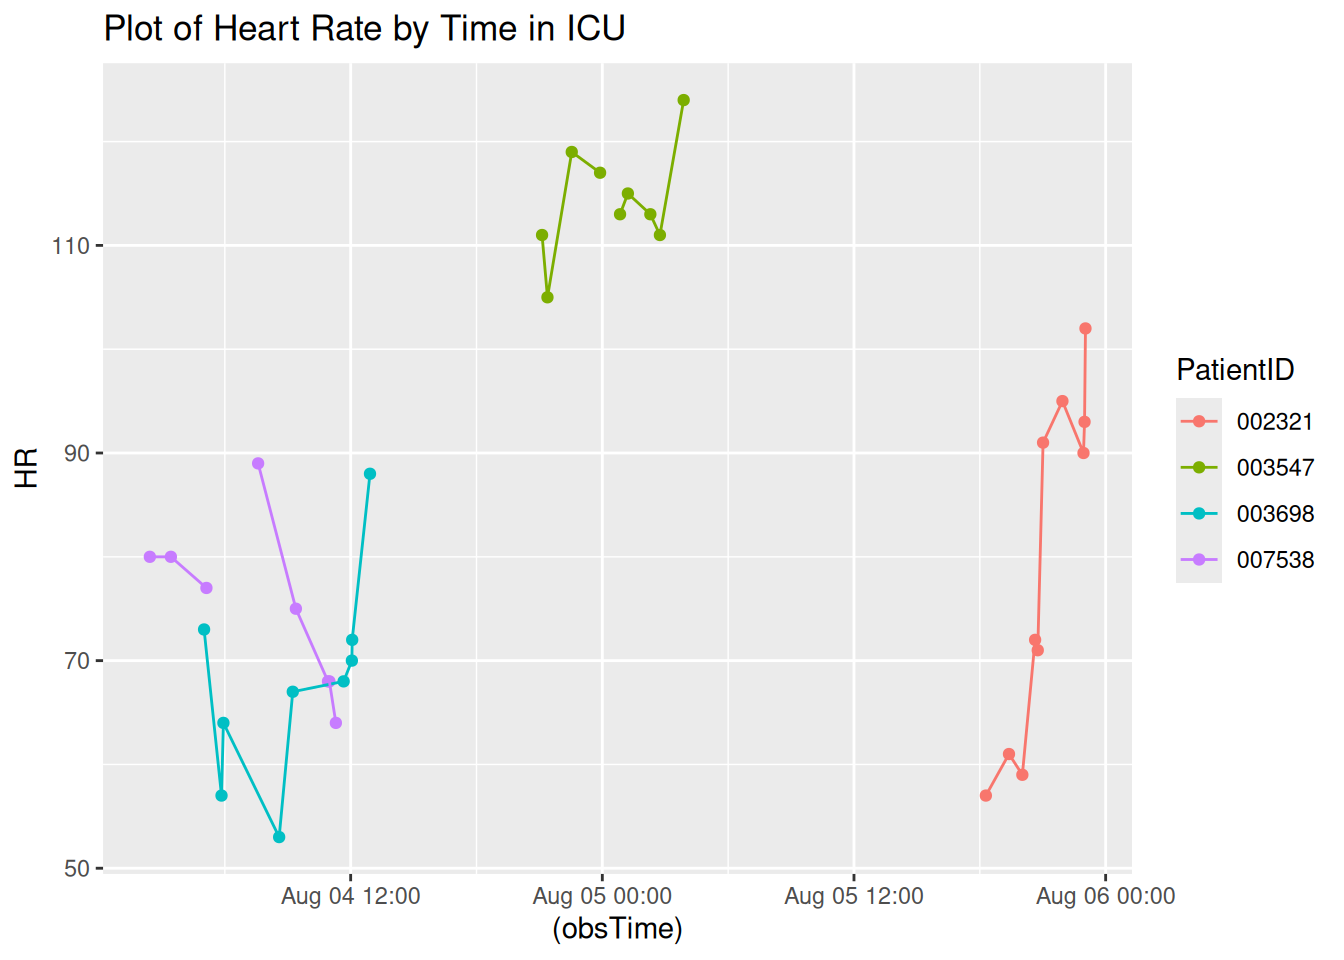 Plot of Heart Rate by Time in ICU
HR
110
90
70
50
Aug 04 12:00 Aug 05 00:00 Aug 05 12:00 Aug 06 00:00
(obsTime)
PatientID
002321
003547
003698
007538